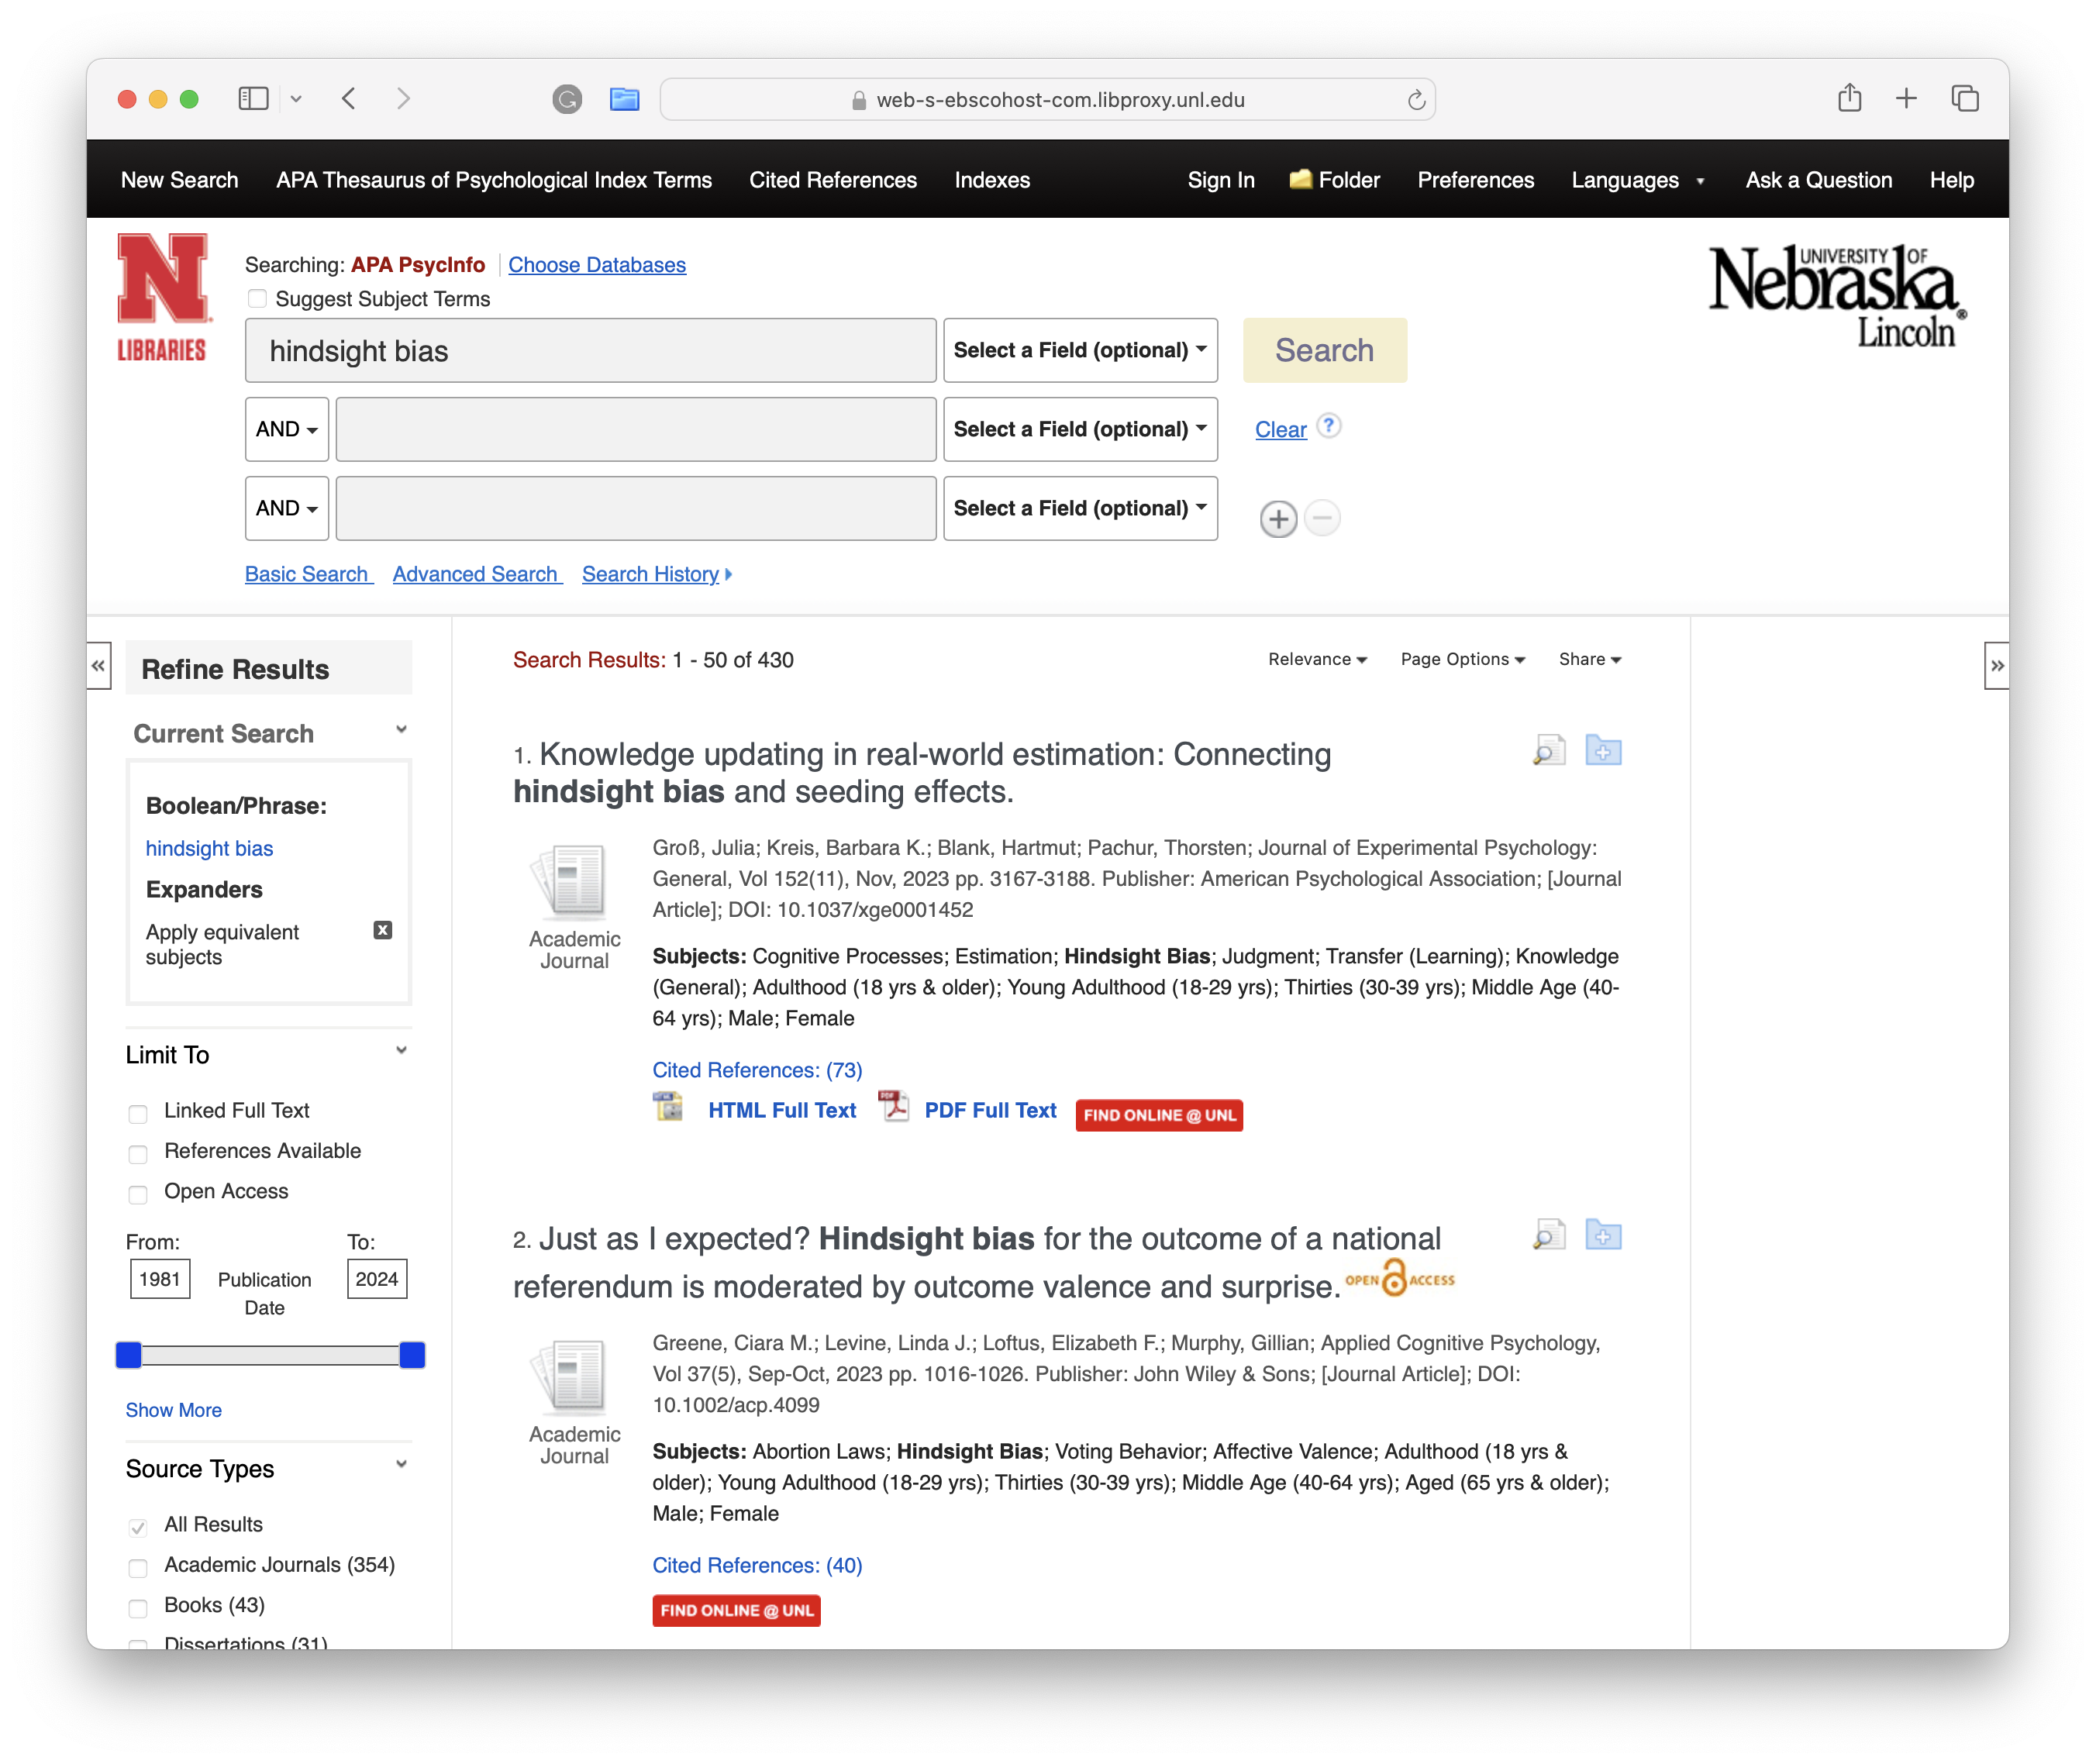 web-s-ebscohost-com.libproxy.unl.edu
New Search APA Thesaurus of Psychological Index Terms Cited References Indexes Sign In Folder Preferences Languages Ask a Question Help
N
LIBRARIES
Searching: APA PsycInfo Choose Databases
Suggest Subject Terms
hindsight bias Select a Field (optional) Search
AND Select a Field (optional) Clear ?
AND Select a Field (optional)
Basic Search Advanced Search Search History
UNIVERSITY OF
Nebraska
Lincoln®
«
Refine Results
Current Search
Boolean/Phrase:
hindsight bias
Expanders
Apply equivalent
subjects
x
Limit To
Linked Full Text
References Available
Open Access
From: To:
1981 Publication 2024
Date
Show More
Source Types
All Results
Academic Journals (354)
Books (43)
Dissertations (31)
Search Results: 1 - 50 of 430 Relevance Page Options Share
»
1. Knowledge updating in real-world estimation: Connecting
hindsight bias and seeding effects.
Academic
Journal
Groß, Julia; Kreis, Barbara K.; Blank, Hartmut; Pachur, Thorsten; Journal of Experimental Psychology:
General, Vol 152(11), Nov, 2023 pp. 3167-3188. Publisher: American Psychological Association; [Journal
Article]; DOI: 10.1037/xge0001452
Subjects: Cognitive Processes; Estimation; Hindsight Bias; Judgment; Transfer (Learning); Knowledge
(General); Adulthood (18 yrs & older); Young Adulthood (18-29 yrs); Thirties (30-39 yrs); Middle Age (40-
64 yrs); Male; Female
Cited References: (73)
HTML Full Text PDF PDF Full Text FIND ONLINE @ UNL
2. Just as I expected? Hindsight bias for the outcome of a national
referendum is moderated by outcome valence and surprise. OPEN ACCESS
Academic
Journal
Greene, Ciara M.; Levine, Linda J.; Loftus, Elizabeth F.; Murphy, Gillian; Applied Cognitive Psychology,
Vol 37(5), Sep-Oct, 2023 pp. 1016-1026. Publisher: John Wiley & Sons; [Journal Article]; DOI:
10.1002/acp.4099
Subjects: Abortion Laws; Hindsight Bias; Voting Behavior; Affective Valence; Adulthood (18 yrs &
older); Young Adulthood (18-29 yrs); Thirties (30-39 yrs); Middle Age (40-64 yrs); Aged (65 yrs & older);
Male; Female
Cited References: (40)
FIND ONLINE @ UNL